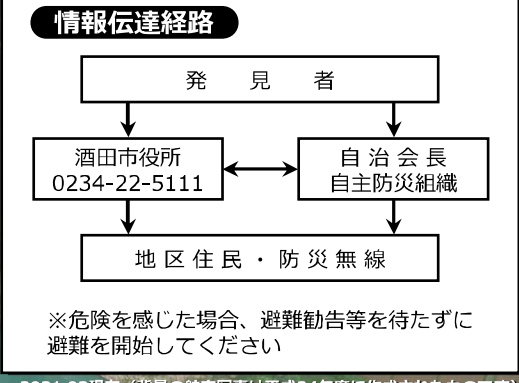 情報伝達経路
発見者
酒田市役所
0234-22-5111
自治会長
自主防災組織
地区住民・防災無線
※危険を感じた場合、避難勧告等を待たずに
避難を開始してください